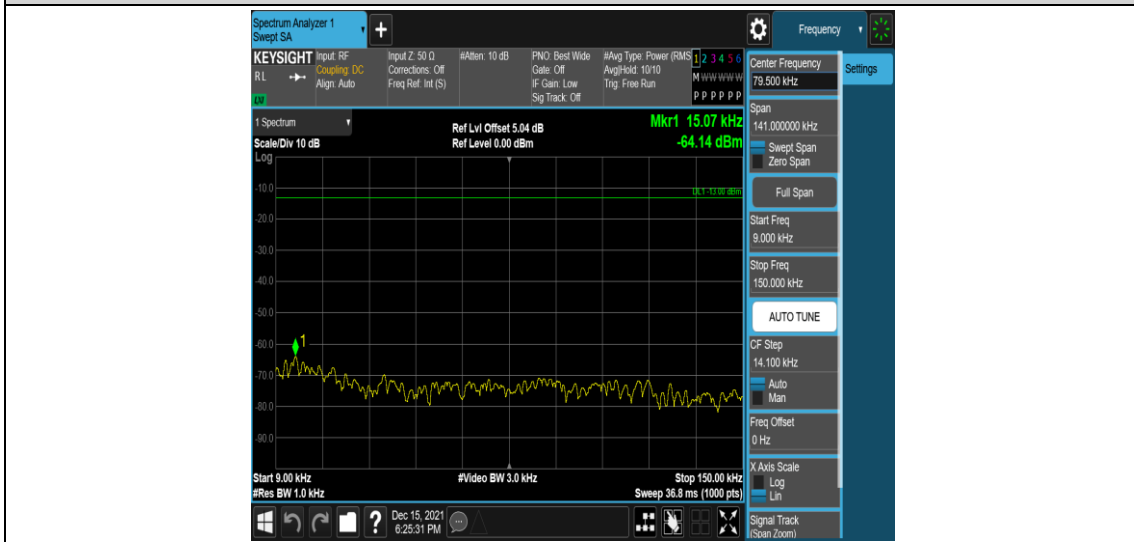 Spectrum Analyzer 1
Swept SA
Frequency
KEYSIGHT
RL
LXI
Input: RF
Coupling: DC
Align: Auto
Input Z: 50 Ω
Corrections: Off
Freq Ref: Int (S)
#Atten: 10 dB
PNO: Best Wide
Gate: Off
IF Gain: Low
Sig Track: Off
#Avg Type: Power (RMS
Avg|Hold: 10/10
Trig: Free Run
1 2 3 4 5 6
M W W W W W
P P P P P P
Center Frequency
79.500 kHz
Settings
1 Spectrum
Ref Lvl Offset 5.04 dB
Mkr1 15.07 kHz
Scale/Div 10 dB
Ref Level 0.00 dBm
-64.14 dBm
Log
-10.0
DL1 -13.00 dBm
-20.0
-30.0
-40.0
-50.0
-60.0
1
-70.0
-80.0
-90.0
Start 9.00 kHz
#Video BW 3.0 kHz
Stop 150.00 kHz
#Res BW 1.0 kHz
Sweep 36.8 ms (1000 pts)
Span
141.000000 kHz
Swept Span
Zero Span
Full Span
Start Freq
9.000 kHz
Stop Freq
150.000 kHz
AUTO TUNE
CF Step
14.100 kHz
Auto
Man
Freq Offset
0 Hz
X Axis Scale
Log
Lin
Signal Track
(Span Zoom)
?
Dec 15, 2021
6:25:31 PM